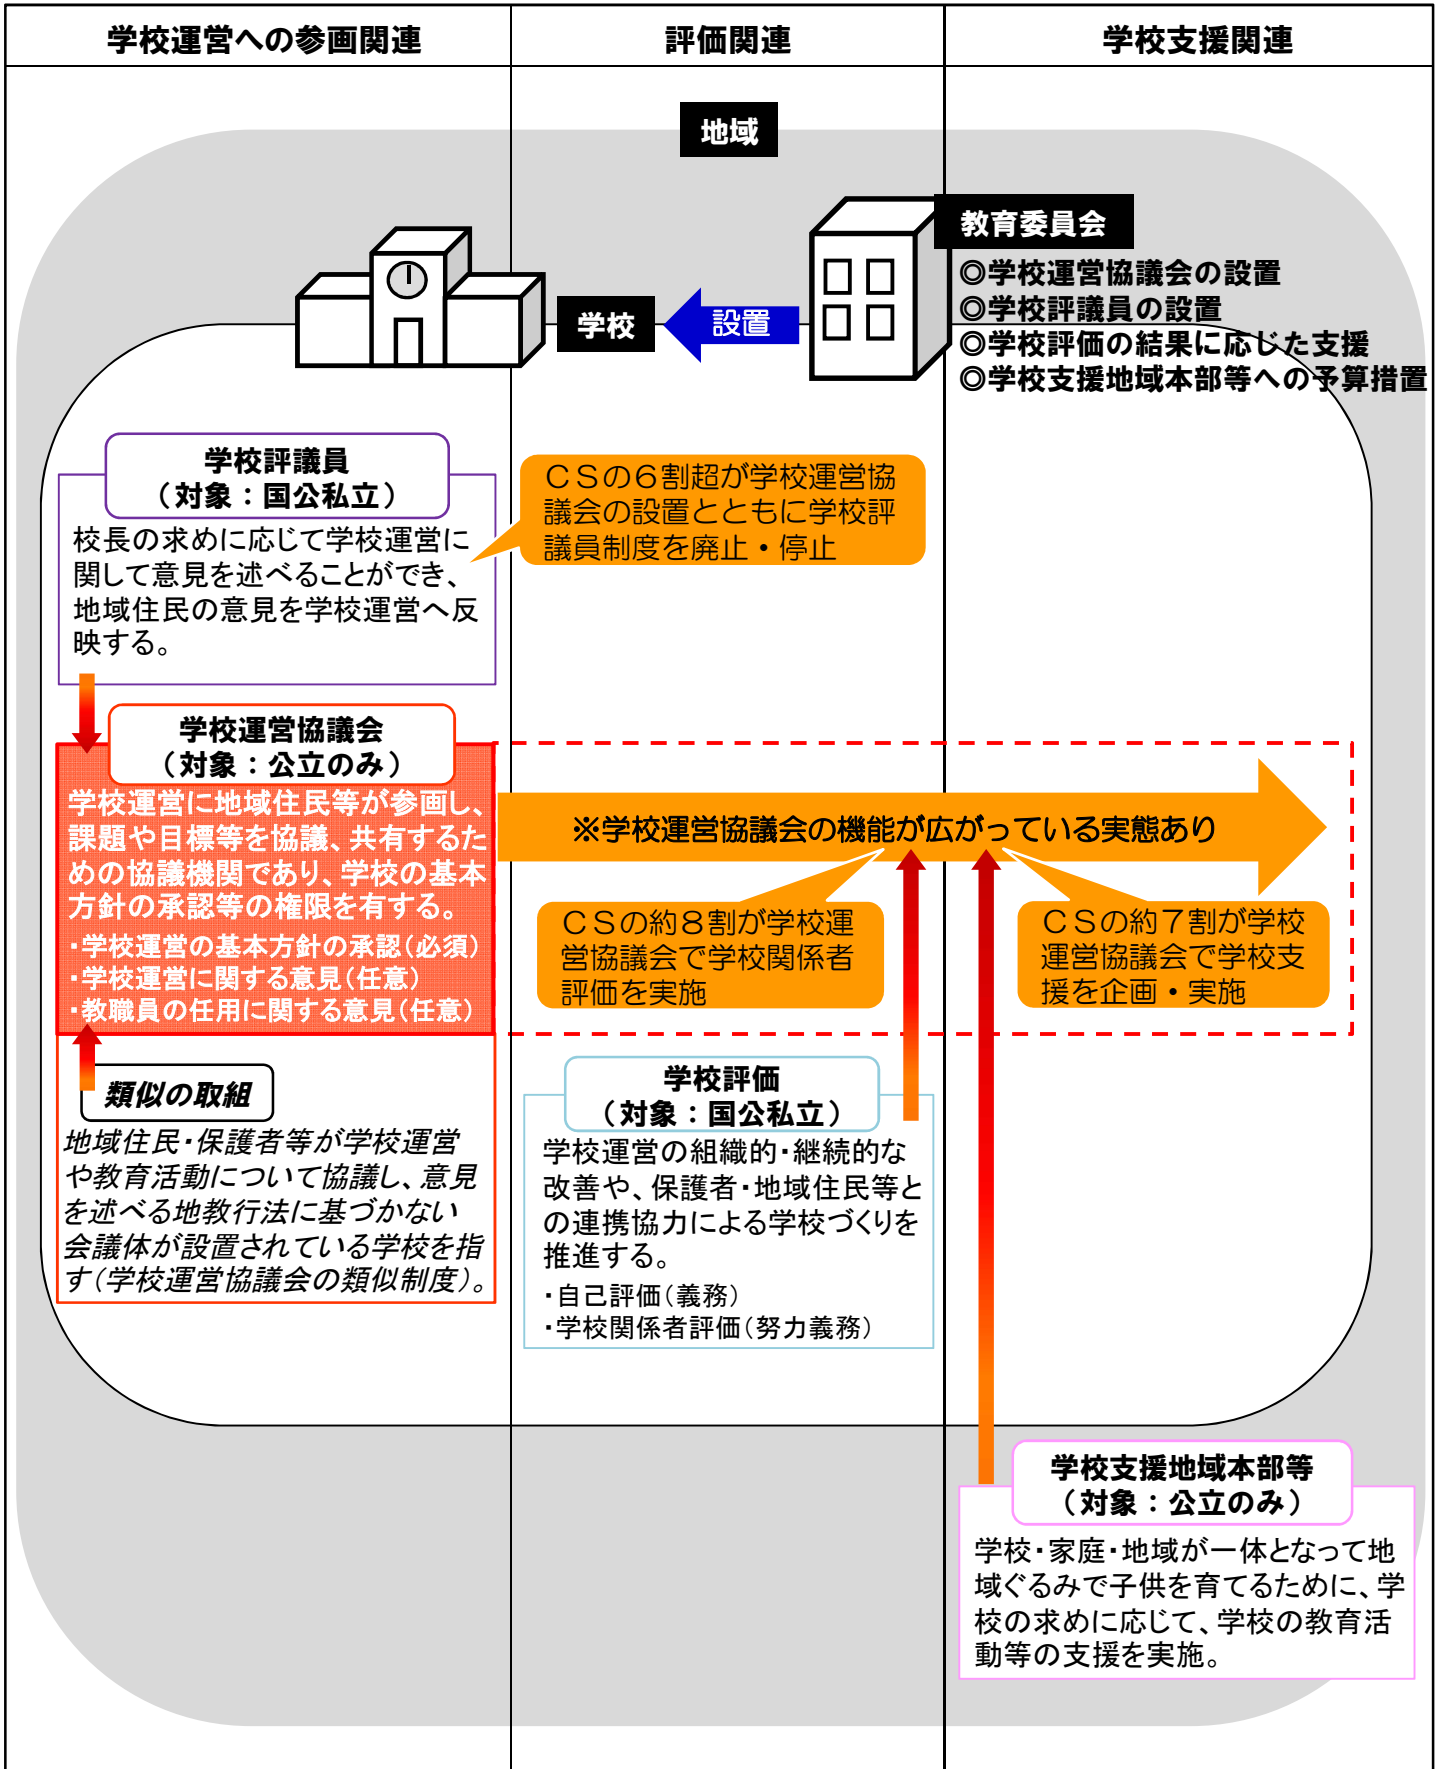 学校運営への参画関連
評価関連
学校支援関連
地域
教育委員会
◎学校運営協議会の設置
◎学校評議員の設置
◎学校評価の結果に応じた支援
◎学校支援地域本部等への予算措置
学校
設置
学校評議員
（対象：国公私立）
校長の求めに応じて学校運営に
関して意見を述べることができ、
地域住民の意見を学校運営へ反
映する。
ＣＳの６割超が学校運営協
議会の設置とともに学校評
議員制度を廃止・停止
学校運営協議会
（対象：公立のみ）
学校運営に地域住民等が参画し、
課題や目標等を協議、共有するた
めの協議機関であり、学校の基本
方針の承認等の権限を有する。
・学校運営の基本方針の承認（必須）
・学校運営に関する意見（任意）
・教職員の任用に関する意見（任意）
※学校運営協議会の機能が広がっている実態あり
ＣＳの約８割が学校運
営協議会で学校関係者
評価を実施
ＣＳの約７割が学校
運営協議会で学校支
援を企画・実施
類似の取組
地域住民・保護者等が学校運営
や教育活動について協議し、意見
を述べる地教行法に基づかない
会議体が設置されている学校を指
す（学校運営協議会の類似制度）。
学校評価
（対象：国公私立）
学校運営の組織的・継続的な
改善や、保護者・地域住民等と
の連携協力による学校づくりを
推進する。
・自己評価（義務）
・学校関係者評価（努力義務）
学校支援地域本部等
（対象：公立のみ）
学校・家庭・地域が一体となって地
域ぐるみで子供を育てるために、学
校の求めに応じて、学校の教育活
動等の支援を実施。